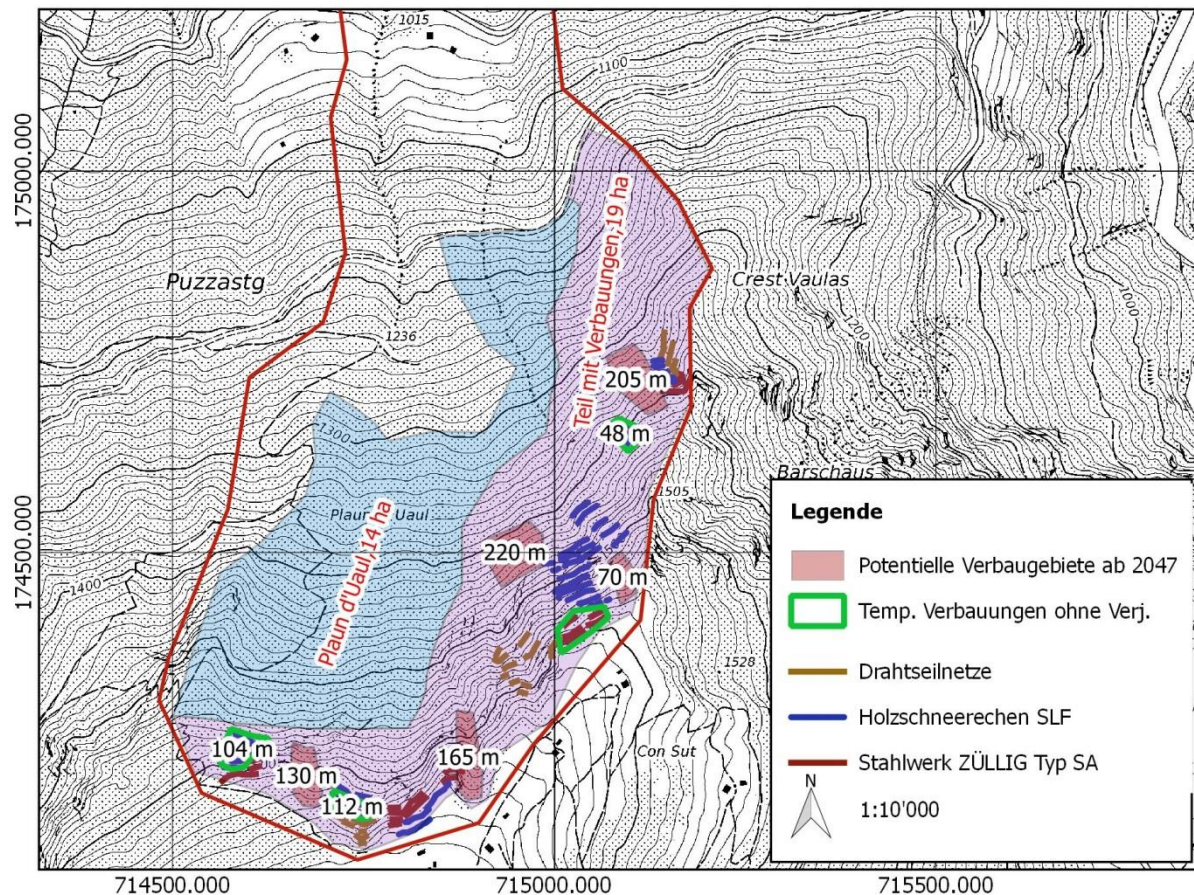 1015
1100
175000.000
Teil mit Verbauungen,19 ha
Puzzastg
Crest Vaulas
1236
1200
1000
205 m
1300
48 m
Barschaus
1505
Plaun d'Uaul,14 ha
174500.000
220 m
70 m
1400
1528
104 m
130 m
165 m
Con Sut
112 m
Legende
Potentielle Verbaugebiete ab 2047
Temp. Verbauungen ohne Verj.
Drahtseilnetze
Holzschneerechen SLF
Stahlwerk ZÜLLIG Typ SA
N
1:10'000
714500.000
715000.000
715500.000